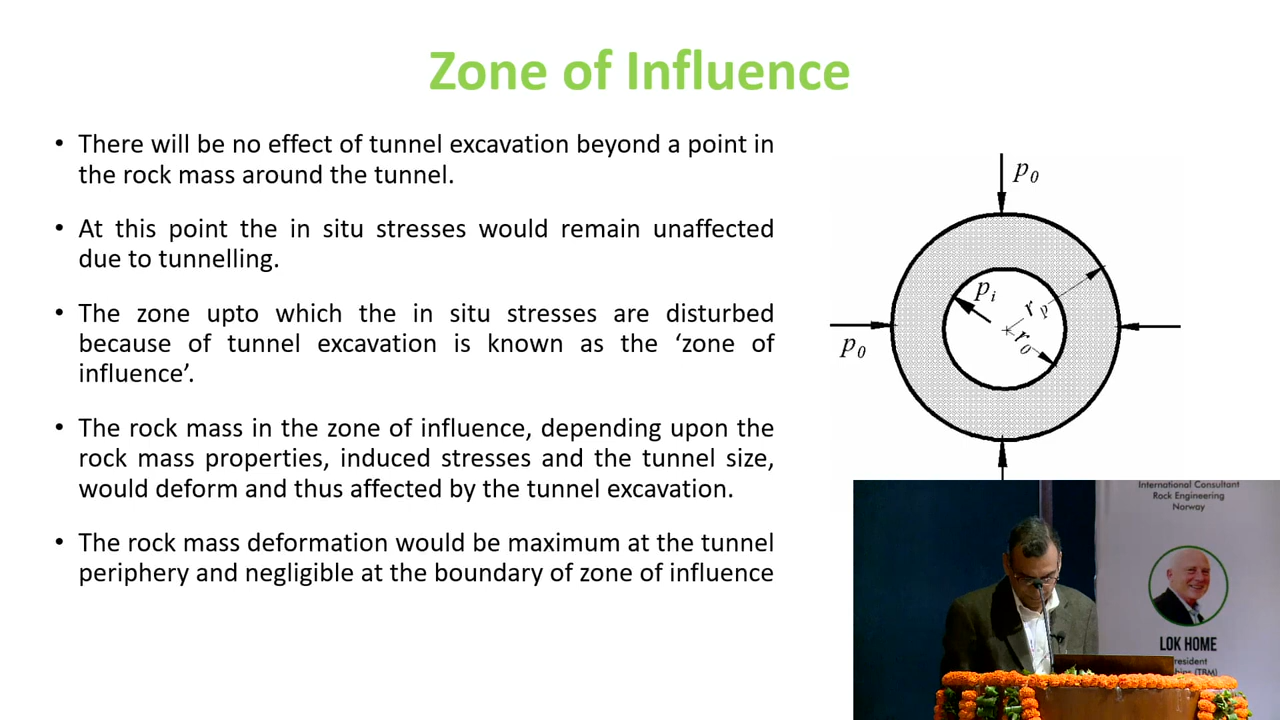 Zone of Influence
• There will be no effect of tunnel excavation beyond a point in
the rock mass around the tunnel.
• At this point the in situ stresses would remain unaffected
due to tunnelling.
• The zone upto which the in situ stresses are disturbed
because of tunnel excavation is known as the ‘zone of
influence’.
• The rock mass in the zone of influence, depending upon the
rock mass properties, induced stresses and the tunnel size,
would deform and thus affected by the tunnel excavation.
• The rock mass deformation would be maximum at the tunnel
periphery and negligible at the boundary of zone of influence
p0
pi
rp
r0
p0
International Consultant
Rock Engineering
Norway
LOK HOME
resident
(TBM)